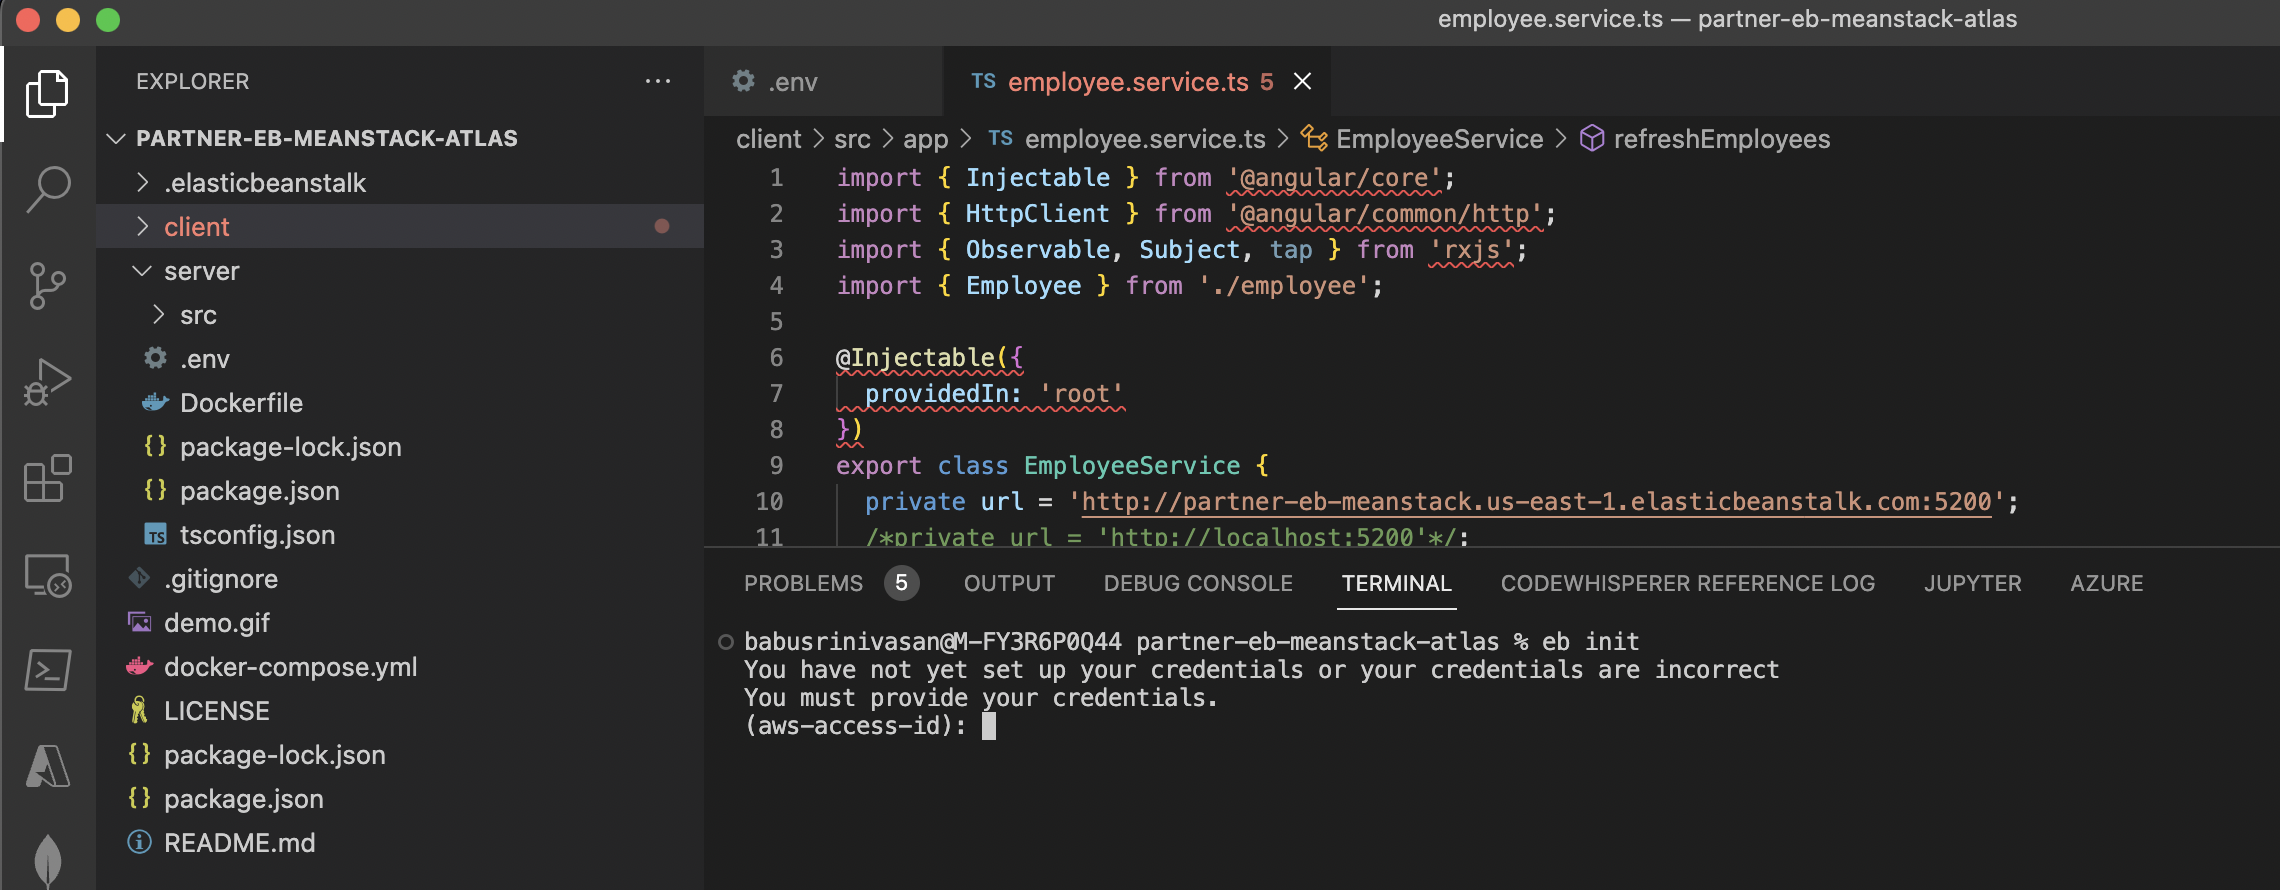 employee.service.ts — partner-eb-meanstack-atlas
EXPLORER
PARTNER-EB-MEANSTACK-ATLAS
.elasticbeanstalk
client
server
src
.env
Dockerfile
package-lock.json
package.json
tsconfig.json
.gitignore
demo.gif
docker-compose.yml
LICENSE
package-lock.json
package.json
README.md
.env
TS employee.service.ts 5
client > src > app > TS employee.service.ts > EmployeeService > refreshEmployees
1 import { Injectable } from '@angular/core';
2 import { HttpClient } from '@angular/common/http';
3 import { Observable, Subject, tap } from 'rxjs';
4 import { Employee } from './employee';
5
6 @Injectable({
7 providedIn: 'root'
8 })
9 export class EmployeeService {
10 private url = 'http://partner-eb-meanstack.us-east-1.elasticbeanstalk.com:5200';
11 /*private url = 'http://localhost:5200'*/;
PROBLEMS 5 OUTPUT DEBUG CONSOLE TERMINAL CODEWHISPERER REFERENCE LOG JUPYTER AZURE
babusrinivasan@M-FY3R6P0Q44 partner-eb-meanstack-atlas % eb init
You have not yet set up your credentials or your credentials are incorrect
You must provide your credentials.
(aws-access-id):